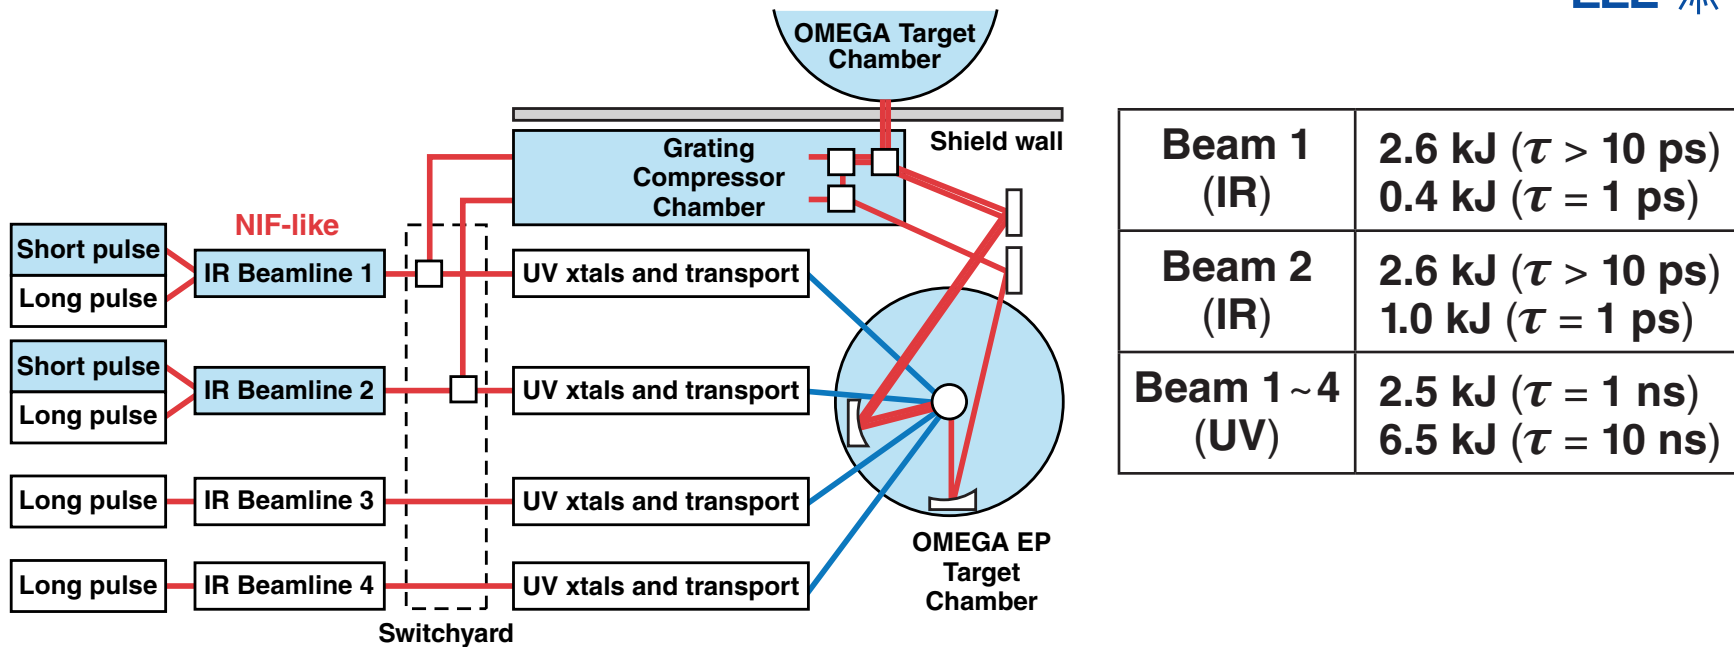 OMEGA Target
Chamber
Shield wall
Grating
Compressor
Chamber
NIF-like
Short pulse
Long pulse
IR Beamline 1
UV xtals and transport
Short pulse
Long pulse
IR Beamline 2
UV xtals and transport
Long pulse
IR Beamline 3
UV xtals and transport
Long pulse
IR Beamline 4
UV xtals and transport
Switchyard
OMEGA EP
Target
Chamber
Beam 1
(IR)
2.6 kJ (τ > 10 ps)
0.4 kJ (τ = 1 ps)
Beam 2
(IR)
2.6 kJ (τ > 10 ps)
1.0 kJ (τ = 1 ps)
Beam 1~4
(UV)
2.5 kJ (τ = 1 ns)
6.5 kJ (τ = 10 ns)